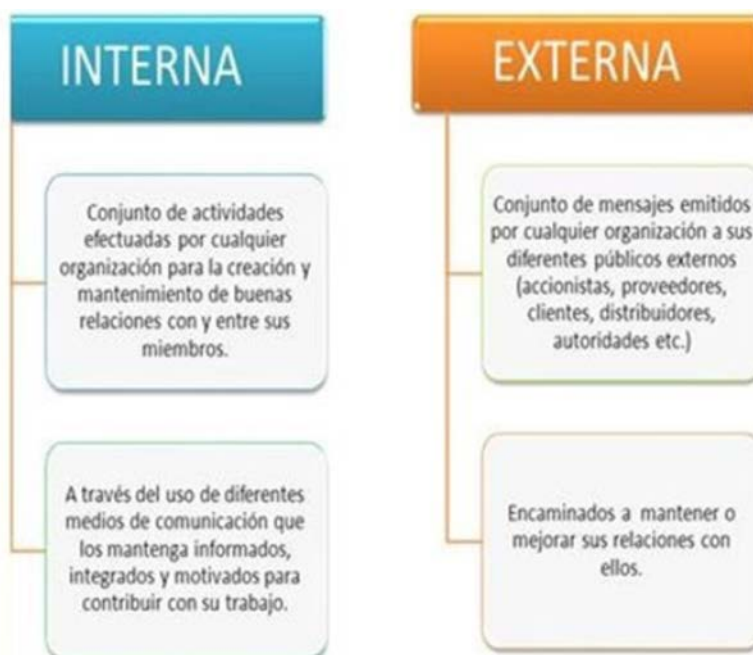 INTERNA
Conjunto de actividades
efectuadas por cualquier
organización para la creación y
mantenimiento de buenas
relaciones con y entre sus
miembros.
A través del uso de diferentes
medios de comunicación que
los mantenga informados,
integrados y motivados para
contribuir con su trabajo.
EXTERNA
Conjunto de mensajes emitidos
por cualquier organización a sus
diferentes públicos externos
(accionistas, proveedores,
clientes, distribuidores,
autoridades etc.)
Encaminados a mantener o
mejorar sus relaciones con
ellos.